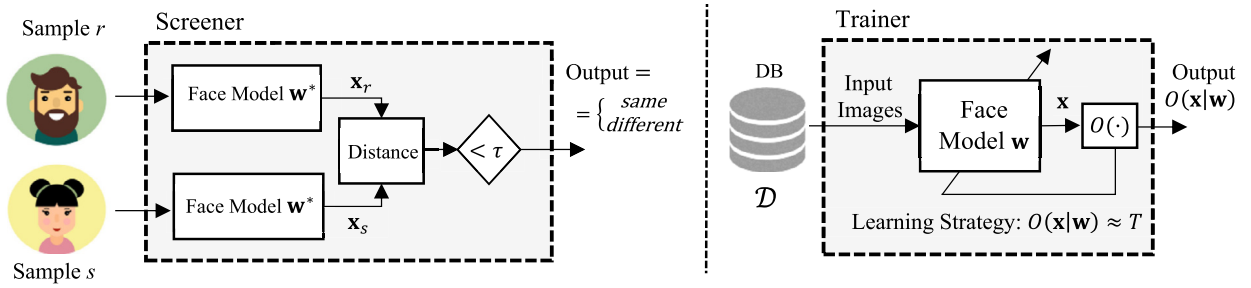 Sample r
Screener
Face Model w*
x_r
Face Model w*
x_s
Distance
< τ
Output =
= { same
different
Sample s
Trainer
DB
𝒟
Input
Images
Face
Model w
x
O(·)
Output
O(x|w)
Learning Strategy: O(x|w) ≈ T